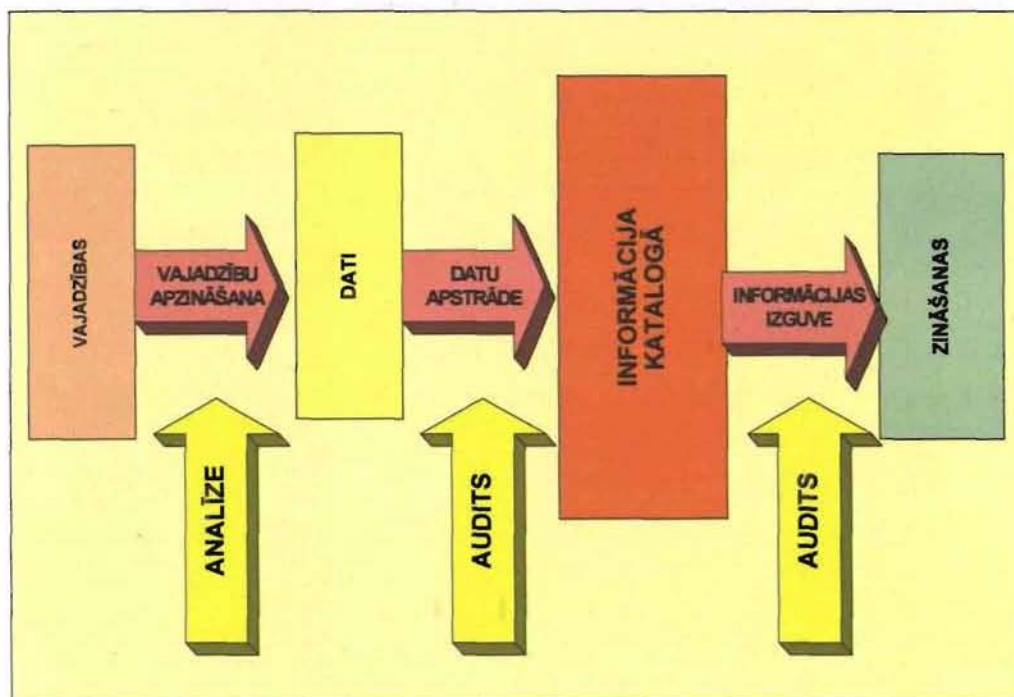 VAJADZĪBAS
VAJADZĪBU
APZINĀŠANA
DATI
DATU
APSTRĀDE
INFORMĀCIJA
KATALOGĀ
INFORMĀCIJAS
IZGUVE
ZINĀŠANAS
ANALĪZE
AUDITS
AUDITS